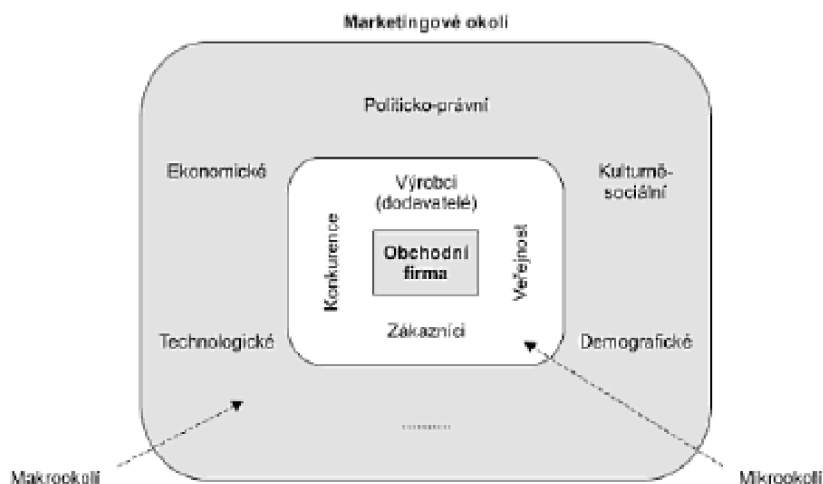 Marketingové okolí
Politicko-právní
Ekonomické
Kulturně-
sociální
Výrobci
(dodavatelé)
Konkurence
Obchodní
firma
Veřejnost
Zákazníci
Technologické
Demografické
............
Makrookolí
Mikrookolí